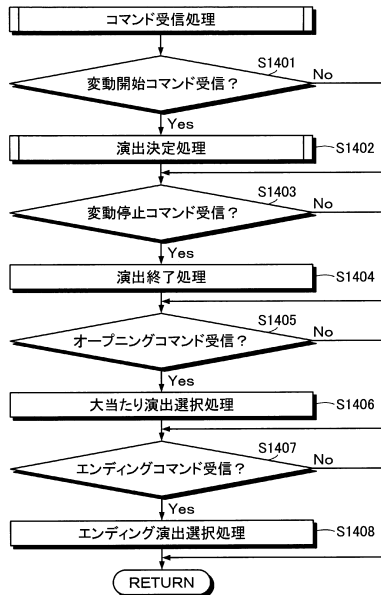 コマンド受信処理
S1401
変動開始コマンド受信？
No
Yes
演出決定処理
S1402
S1403
変動停止コマンド受信？
No
Yes
演出終了処理
S1404
S1405
オープニングコマンド受信？
No
Yes
大当たり演出選択処理
S1406
S1407
エンディングコマンド受信？
No
Yes
エンディング演出選択処理
S1408
RETURN